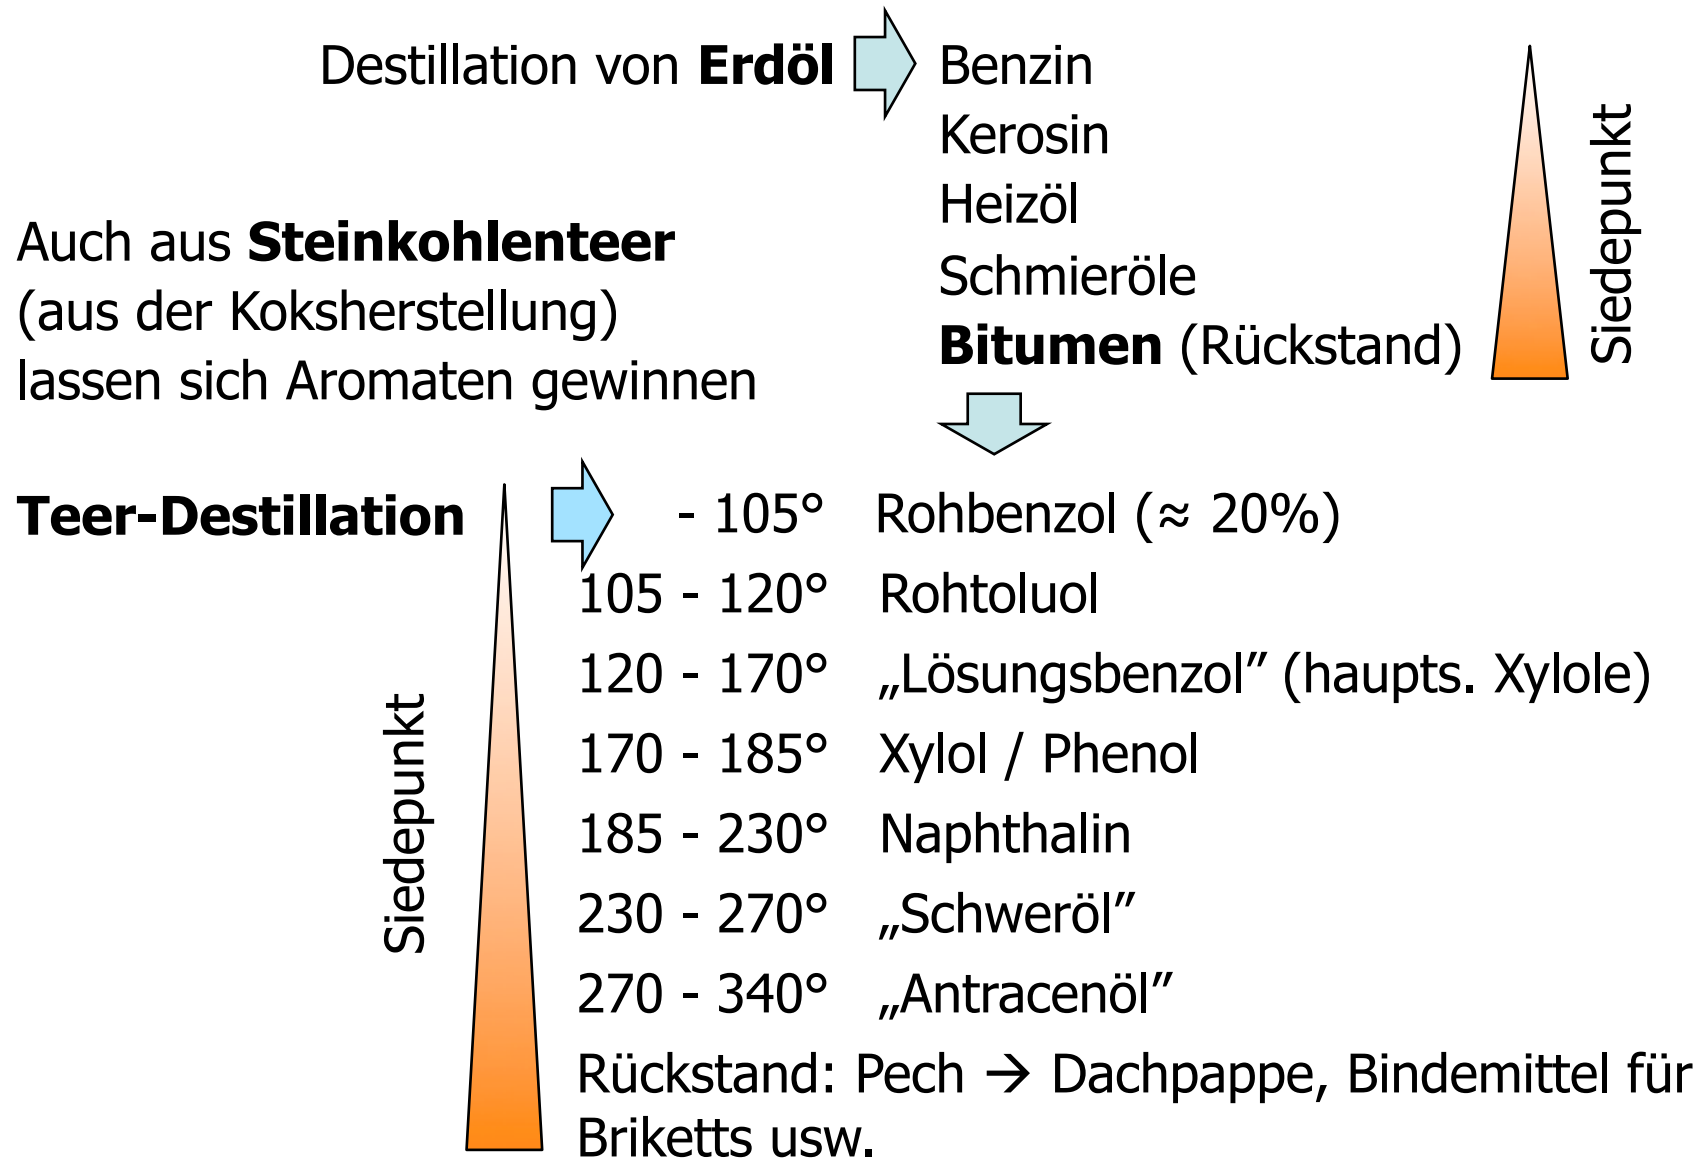 Destillation von Erdöl
Benzin
Kerosin
Heizöl
Schmieröle
Bitumen (Rückstand)
Siedepunkt
Auch aus Steinkohlenteer
(aus der Koksherstellung)
lassen sich Aromaten gewinnen
Teer-Destillation
Siedepunkt
- 105° Rohbenzol (≈ 20%)
105 - 120° Rohtoluol
120 - 170° „Lösungsbenzol” (haupts. Xylole)
170 - 185° Xylol / Phenol
185 - 230° Naphthalin
230 - 270° „Schweröl”
270 - 340° „Antracenöl”
Rückstand: Pech → Dachpappe, Bindemittel für
Briketts usw.